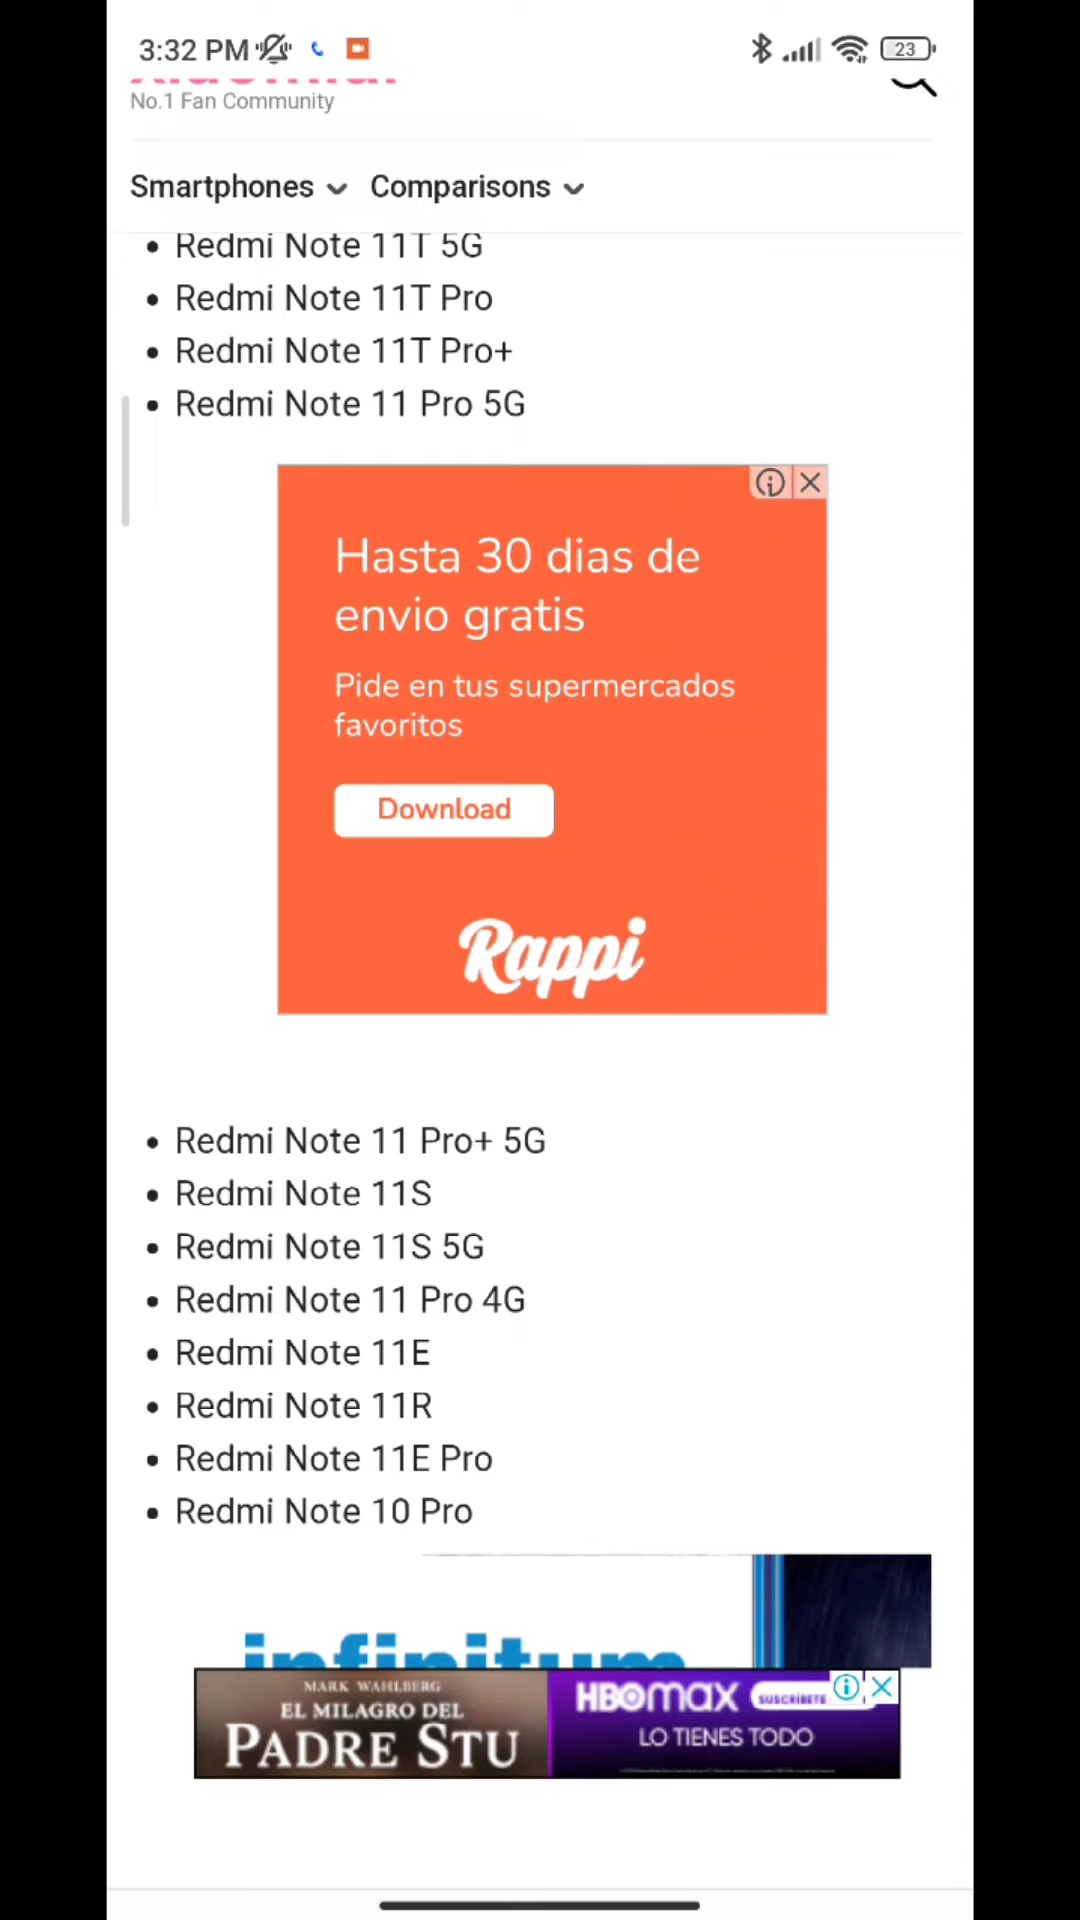 3:32 PM
23
No.1 Fan Community
Smartphones
Comparisons
Redmi Note 11T 5G
Redmi Note 11T Pro
Redmi Note 11T Pro+
Redmi Note 11 Pro 5G
Hasta 30 dias de
envio gratis
Pide en tus supermercados
favoritos
Download
Rappi
Redmi Note 11 Pro+ 5G
Redmi Note 11S
Redmi Note 11S 5G
Redmi Note 11 Pro 4G
Redmi Note 11E
Redmi Note 11R
Redmi Note 11E Pro
Redmi Note 10 Pro
infinitum
MARK WAHLBERG
EL MILAGRO DEL
PADRE STU
HBOMAX
SUSCRÍBETE
LO TIENES TODO